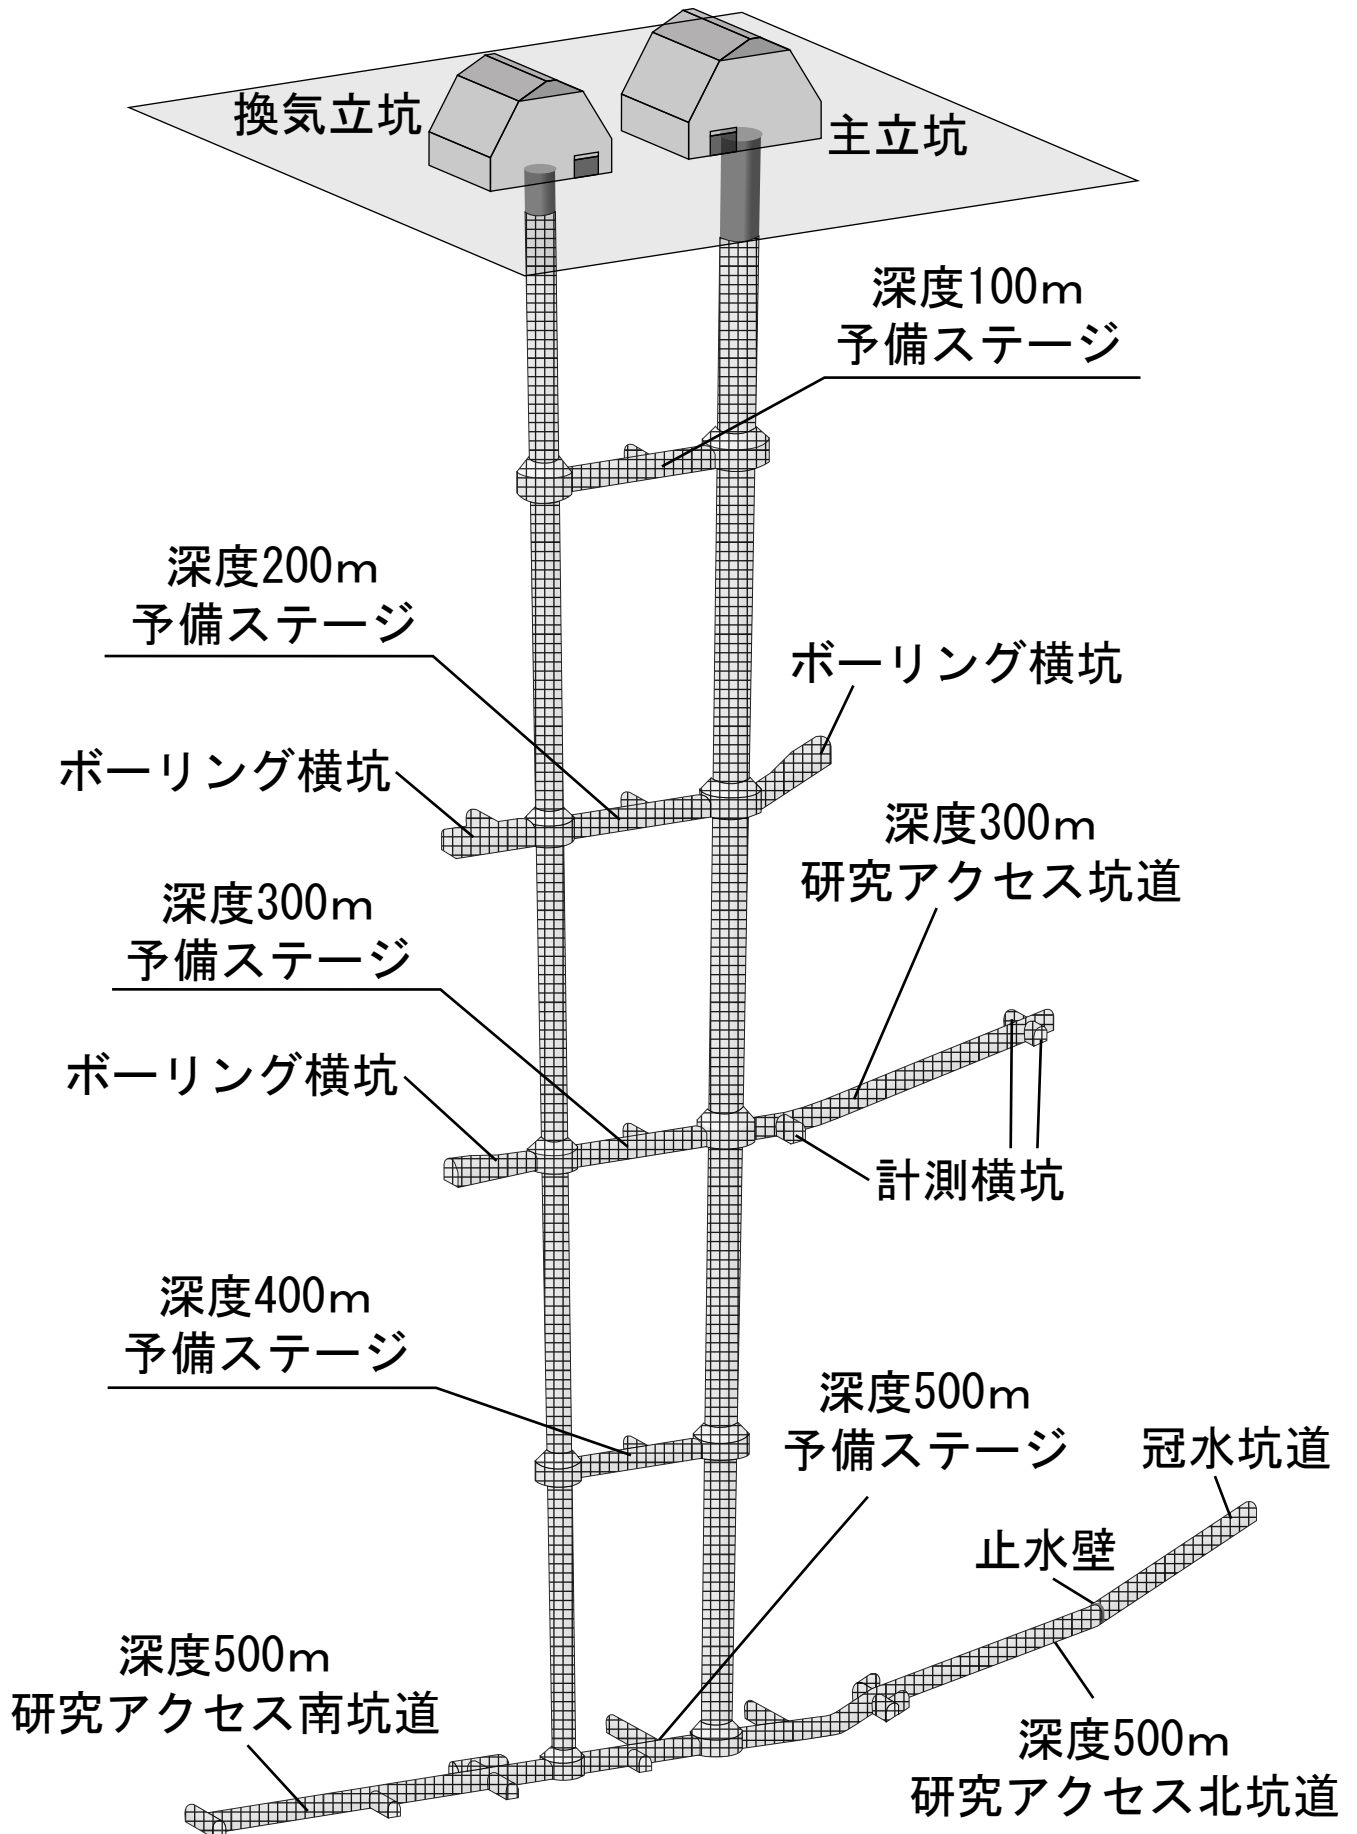 換気立坑
主立坑
深度100m
予備ステージ
深度200m
予備ステージ
ボーリング横坑
ボーリング横坑
深度300m
研究アクセス坑道
深度300m
予備ステージ
ボーリング横坑
計測横坑
深度400m
予備ステージ
深度500m
予備ステージ
冠水坑道
止水壁
深度500m
研究アクセス南坑道
深度500m
研究アクセス北坑道